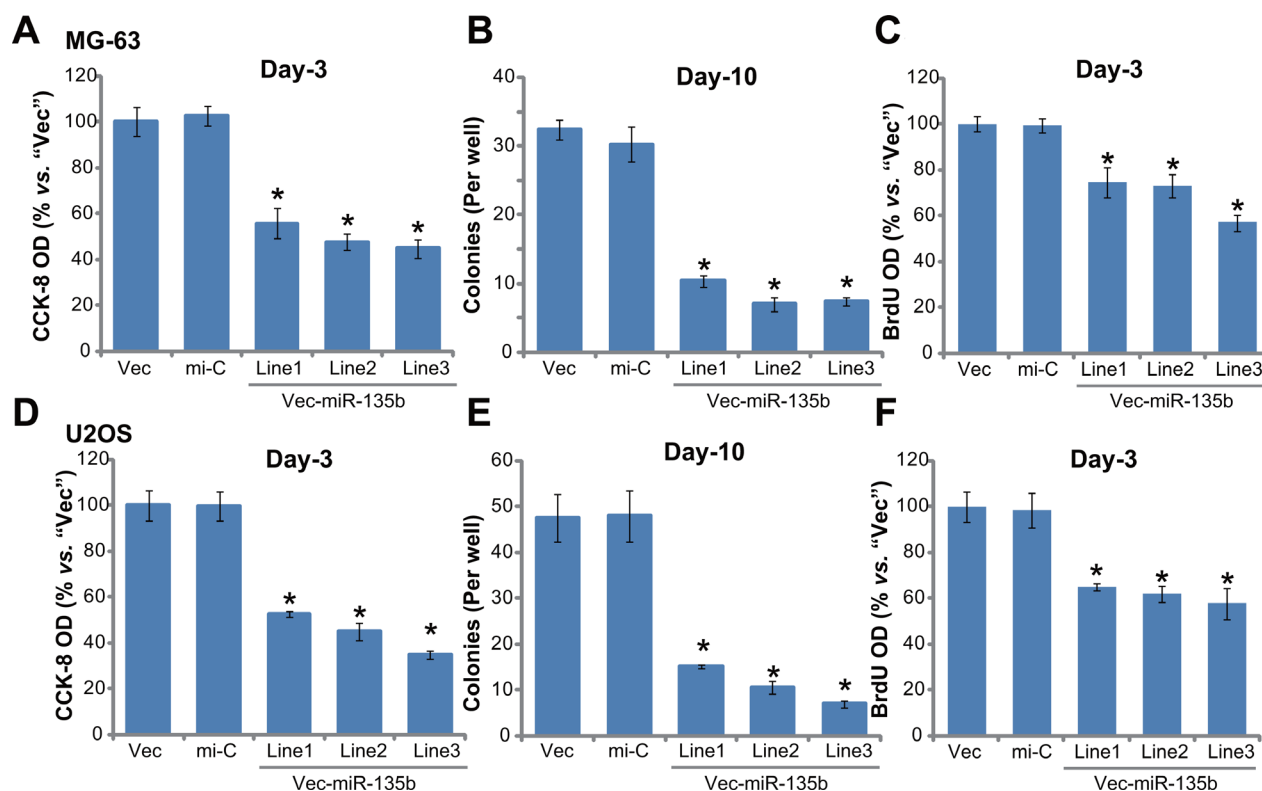 A
MG-63
Day-3
CCK-8 OD (% vs. “Vec”)
120
100
80
60
40
20
0
*
*
*
Vec
mi-C
Line1
Line2
Line3
Vec-miR-135b
B
Day-10
Colonies (Per well)
40
30
20
10
0
*
*
*
Vec
mi-C
Line1
Line2
Line3
Vec-miR-135b
C
Day-3
BrdU OD (% vs. “Vec”)
120
100
80
60
40
20
0
*
*
*
Vec
mi-C
Line1
Line2
Line3
Vec-miR-135b
D
U2OS
Day-3
CCK-8 OD (% vs. “Vec”)
120
100
80
60
40
20
0
*
*
*
Vec
mi-C
Line1
Line2
Line3
Vec-miR-135b
E
Day-10
Colonies (Per well)
60
50
40
30
20
10
0
*
*
*
Vec
mi-C
Line1
Line2
Line3
Vec-miR-135b
F
Day-3
BrdU OD (% vs. “Vec”)
120
100
80
60
40
20
0
*
*
*
Vec
mi-C
Line1
Line2
Line3
Vec-miR-135b